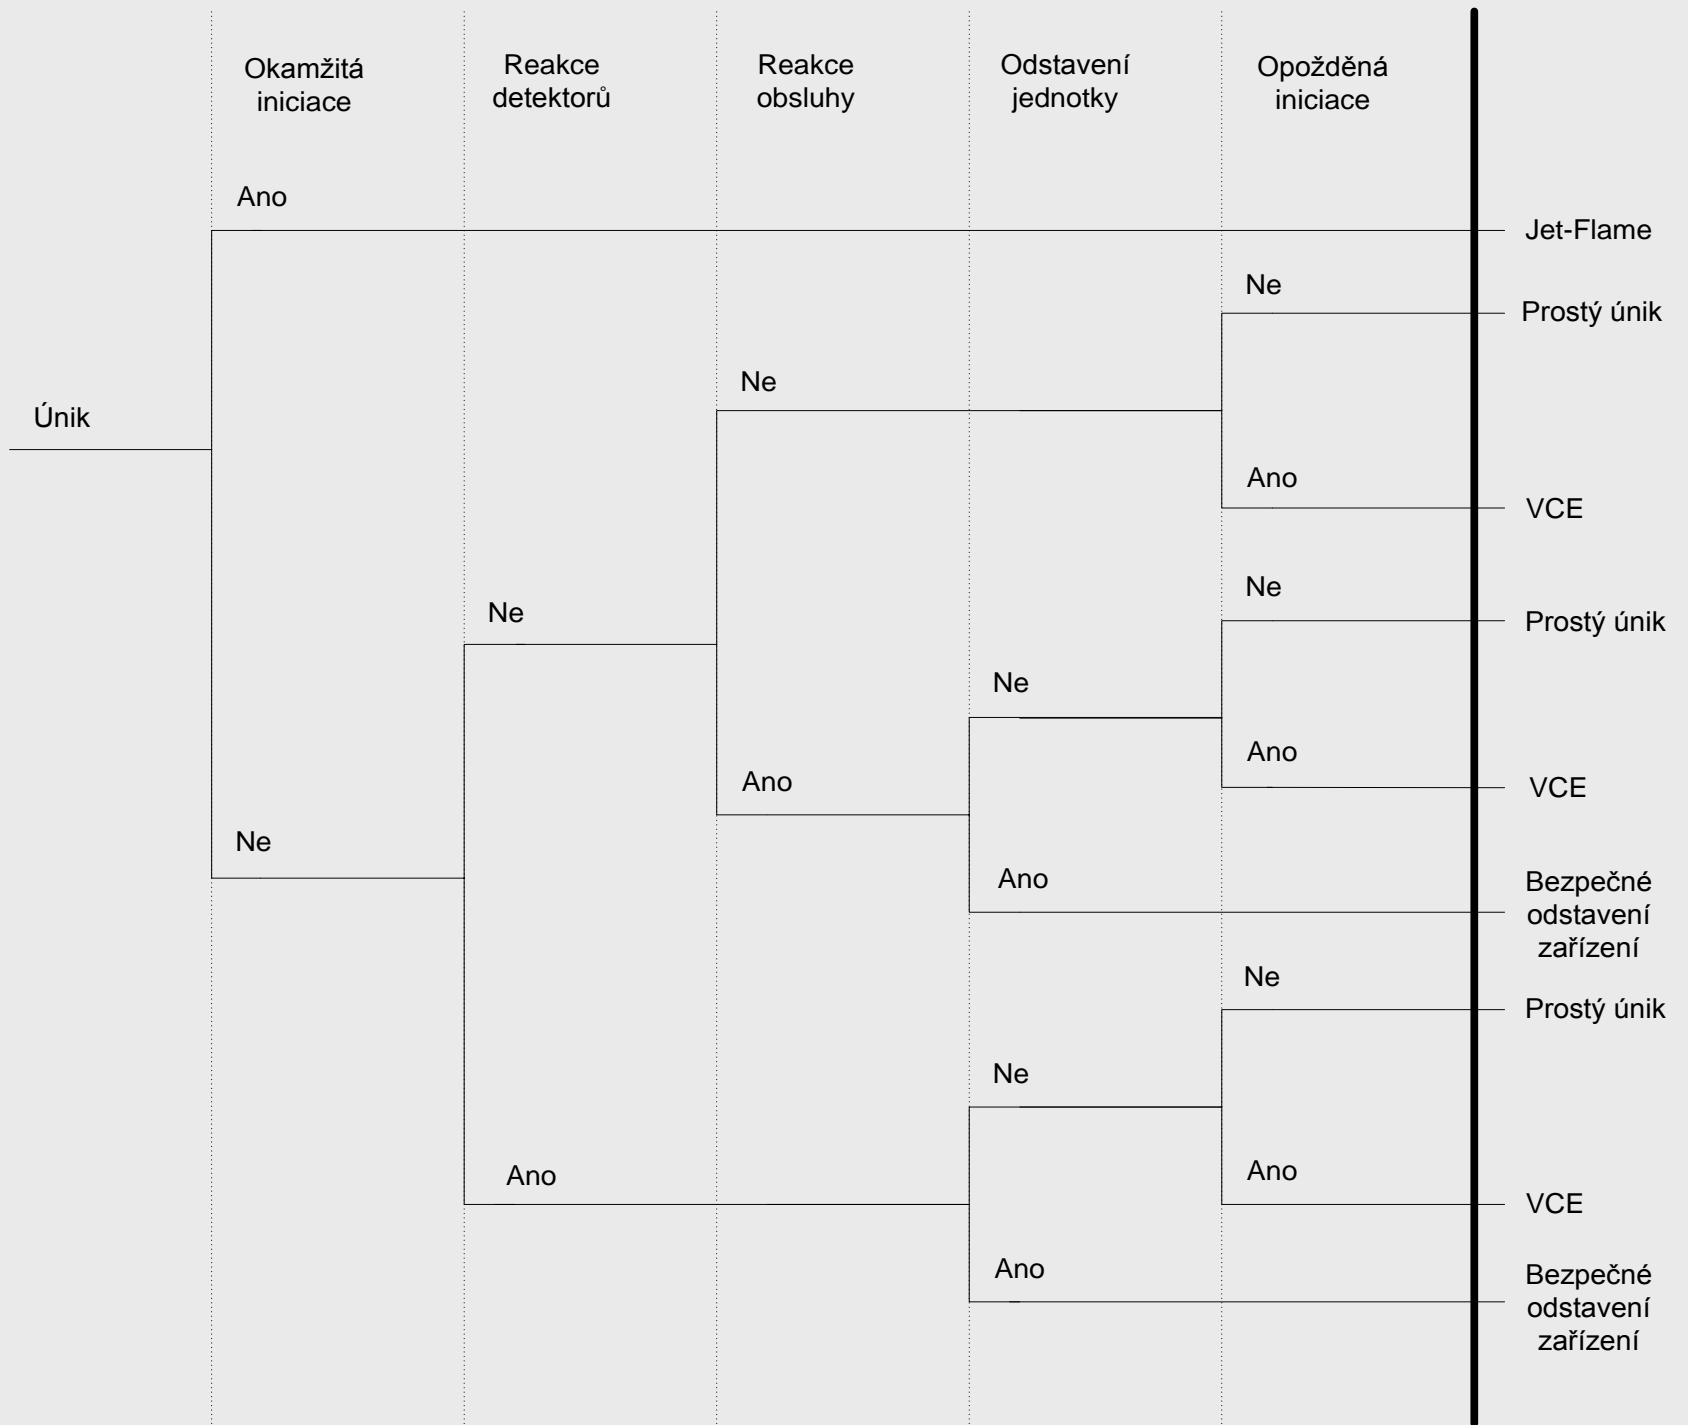 Okamžitá
iniciace
Reakce
detektorů
Reakce
obsluhy
Odstavení
jednotky
Opožděná
iniciace
Ano
Jet-Flame
Ne
Prostý únik
Ne
Únik
Ano
VCE
Ne
Ne
Prostý únik
Ne
Ano
Ano
VCE
Ne
Ano
Bezpečné
odstavení
zařízení
Ne
Prostý únik
Ne
Ano
Ano
VCE
Ano
Bezpečné
odstavení
zařízení